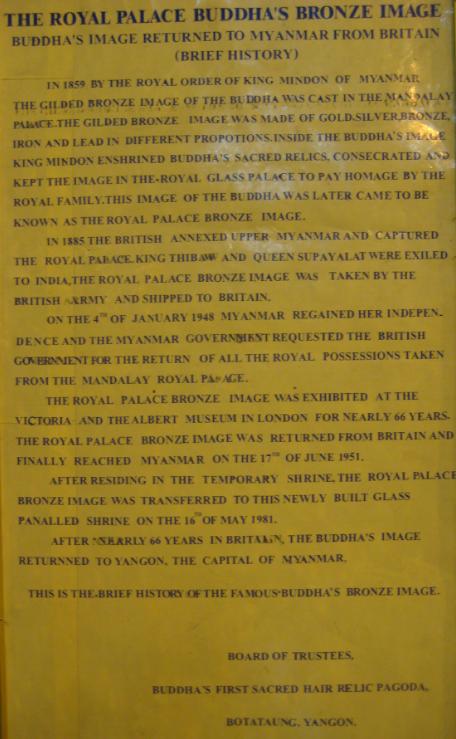 THE ROYAL PALACE BUDDHA'S BRONZE IMAGE
BUDDHA'S IMAGE RETURNED TO MYANMAR FROM BRITAIN
(BRIEF HISTORY)
IN 1859 BY THE ROYAL ORDER OF KING MINDON OF MYANMAR
THE GILDED BRONZE IMAGE OF THE BUDDHA WAS CAST IN THE MANDALAY
PALACE.THE GILDED BRONZE IMAGE WAS MADE OF GOLD.SILVER,BRONZE,
IRON AND LEAD IN DIFFERENT PROPOTIONS.INSIDE THE BUDDHA'S IMAGE
KING MINDON ENSHRINED BUDDHA'S SACRED RELICS, CONSECRATED AND
KEPT THE IMAGE IN THE-ROYAL GLASS PALACE TO PAY HOMAGE BY THE
ROYAL FAMILY.THIS IMAGE OF THE BUDDHA WAS LATER CAME TO BE
KNOWN AS THE ROYAL PALACE BRONZE IMAGE.
IN 1885 THE BRITISH ANNEXED UPPER MYANMAR AND CAPTURED
THE ROYAL PALACE. KING THIBAW AND QUEEN SUPAYALAT WERE EXILED
TO INDIA,THE ROYAL PALACE BRONZE IMAGE WAS TAKEN BY THE
BRITISH ARMY AND SHIPPED TO BRITAIN.
ON THE 4TH OF JANUARY 1948 MYANMAR REGAINED HER INDEPEN-
DENCE AND THE MYANMAR GOVERNMENT REQUESTED THE BRITISH
GOVERNMENT FOR THE RETURN OF ALL THE ROYAL POSSESSIONS TAKEN
FROM THE MANDALAY ROYAL PALACE.
THE ROYAL PALACE BRONZE IMAGE WAS EXHIBITED AT THE
VICTORIA AND THE ALBERT MUSEUM IN LONDON FOR NEARLY 66 YEARS.
THE ROYAL PALACE BRONZE IMAGE WAS RETURNED FROM BRITAIN AND
FINALLY REACHED MYANMAR ON THE 17TH OF JUNE 1951.
AFTER RESIDING IN THE TEMPORARY SHRINE, THE ROYAL PALACE
BRONZE IMAGE WAS TRANSFERRED TO THIS NEWLY BUILT GLASS
PANALLED SHRINE ON THE 16TH OF MAY 1981.
AFTER NEARLY 66 YEARS IN BRITAIN, THE BUDDHA'S IMAGE
RETURNNED TO YANGON, THE CAPITAL OF MYANMAR.
THIS IS THE BRIEF HISTORY OF THE FAMOUS BUDDHA'S BRONZE IMAGE.
BOARD OF TRUSTEES,
BUDDHA'S FIRST SACRED HAIR RELIC PAGODA,
BOTATAUNG, YANGON.